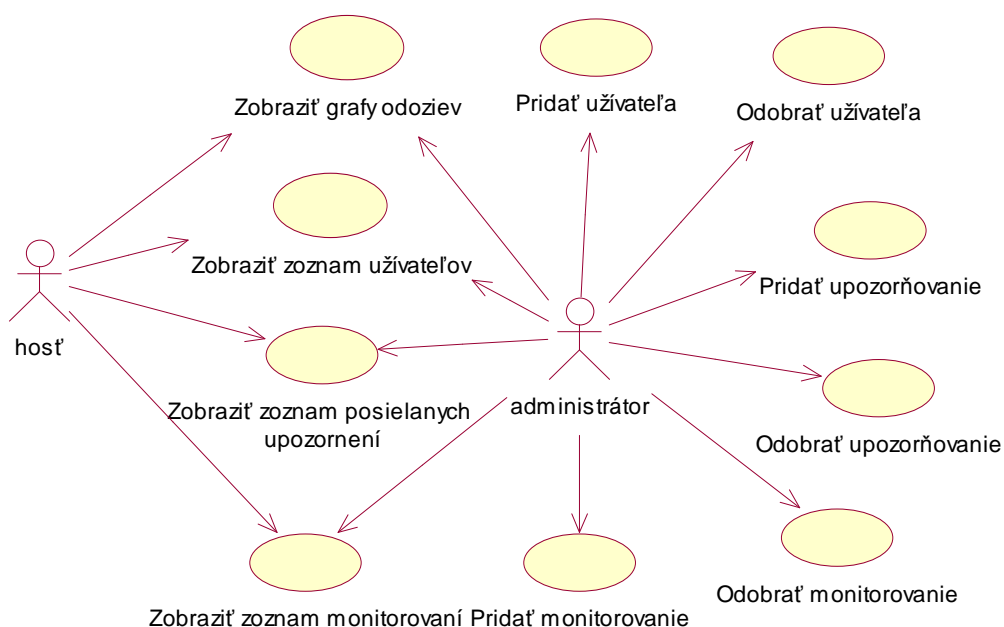 Zobraziť grafy odoziev
Pridať užívateľa
Odobrať užívateľa
Zobraziť zoznam užívateľov
Pridať upozorňovanie
hosť
Zobraziť zoznam posielanych
upozornení
administrátor
Odobrať upozorňovanie
Zobraziť zoznam monitorovaní
Pridať monitorovanie
Odobrať monitorovanie